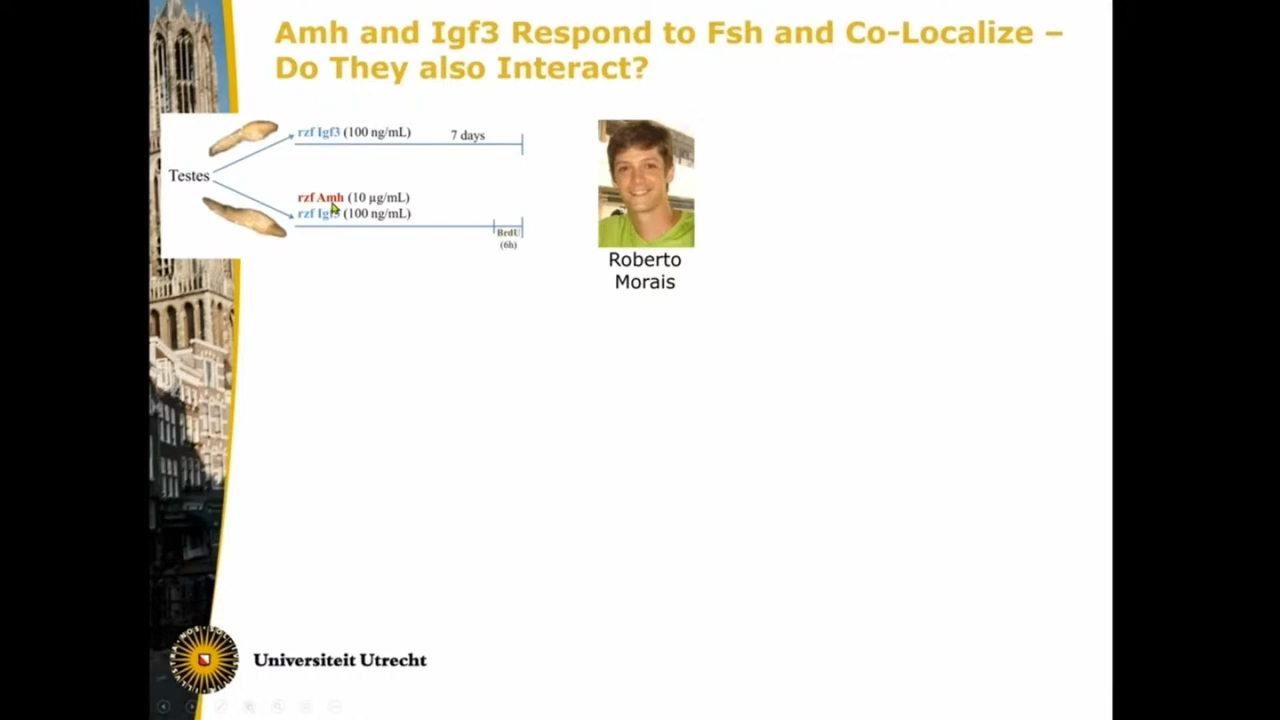 Amh and Igf3 Respond to Fsh and Co-Localize –
Do They also Interact?
rzf Igf3 (100 ng/mL)
7 days
Testes
rzf Amh (10 µg/mL)
rzf Igf3 (100 ng/mL)
BrdU
(6h)
Roberto
Morais
Universiteit Utrecht